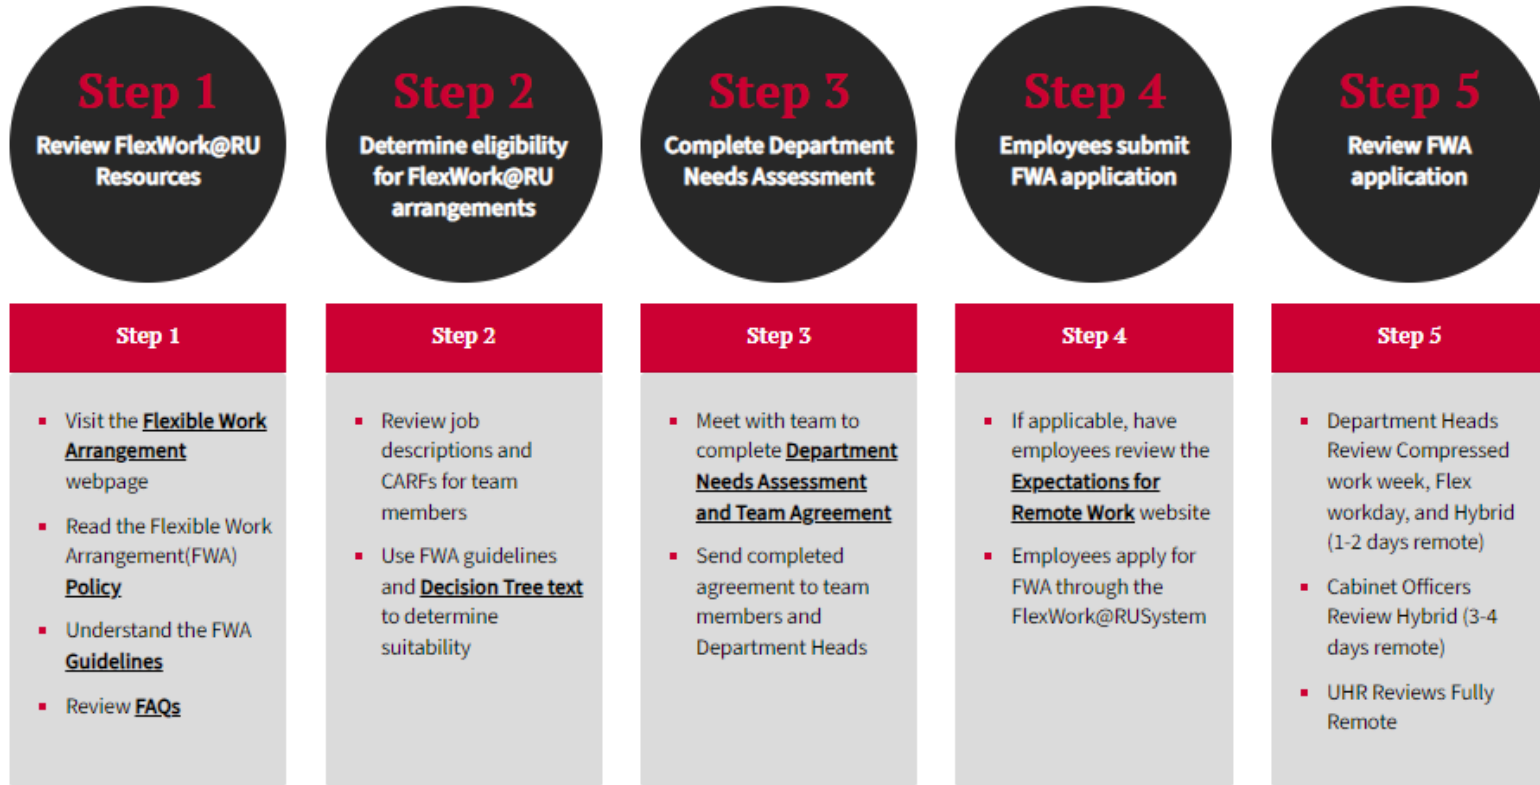 Step 1
Review FlexWork@RU
Resources
Step 2
Determine eligibility
for FlexWork@RU
arrangements
Step 3
Complete Department
Needs Assessment
Step 4
Employees submit
FWA application
Step 5
Review FWA
application
Step 1
▪ Visit the Flexible Work
Arrangement
webpage
▪ Read the Flexible Work
Arrangement(FWA)
Policy
▪ Understand the FWA
Guidelines
▪ Review FAQs
Step 2
▪ Review job
descriptions and
CARFs for team
members
▪ Use FWA guidelines
and Decision Tree text
to determine
suitability
Step 3
▪ Meet with team to
complete Department
Needs Assessment
and Team Agreement
▪ Send completed
agreement to team
members and
Department Heads
Step 4
▪ If applicable, have
employees review the
Expectations for
Remote Work website
▪ Employees apply for
FWA through the
FlexWork@RUSystem
Step 5
▪ Department Heads
Review Compressed
work week, Flex
workday, and Hybrid
(1-2 days remote)
▪ Cabinet Officers
Review Hybrid (3-4
days remote)
▪ UHR Reviews Fully
Remote